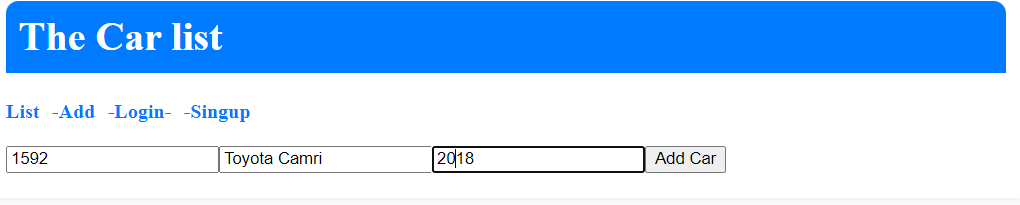 The Car list
List -Add -Login- -Singup
1592 Toyota Camri 2018 Add Car